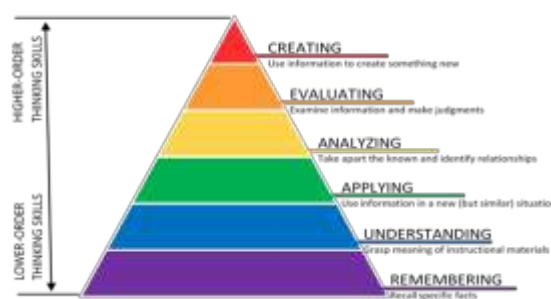 HIGHER-ORDER
THINKING SKILLS
LOWER-ORDER
THINKING SKILLS
CREATING
Use information to create something new
EVALUATING
Examine information and make judgments
ANALYZING
Take apart the known and identify relationships
APPLYING
Use information in a new (but similar) situatio
UNDERSTANDING
Grasp meaning of instructional materials
REMEMBERING
Recall specific facts